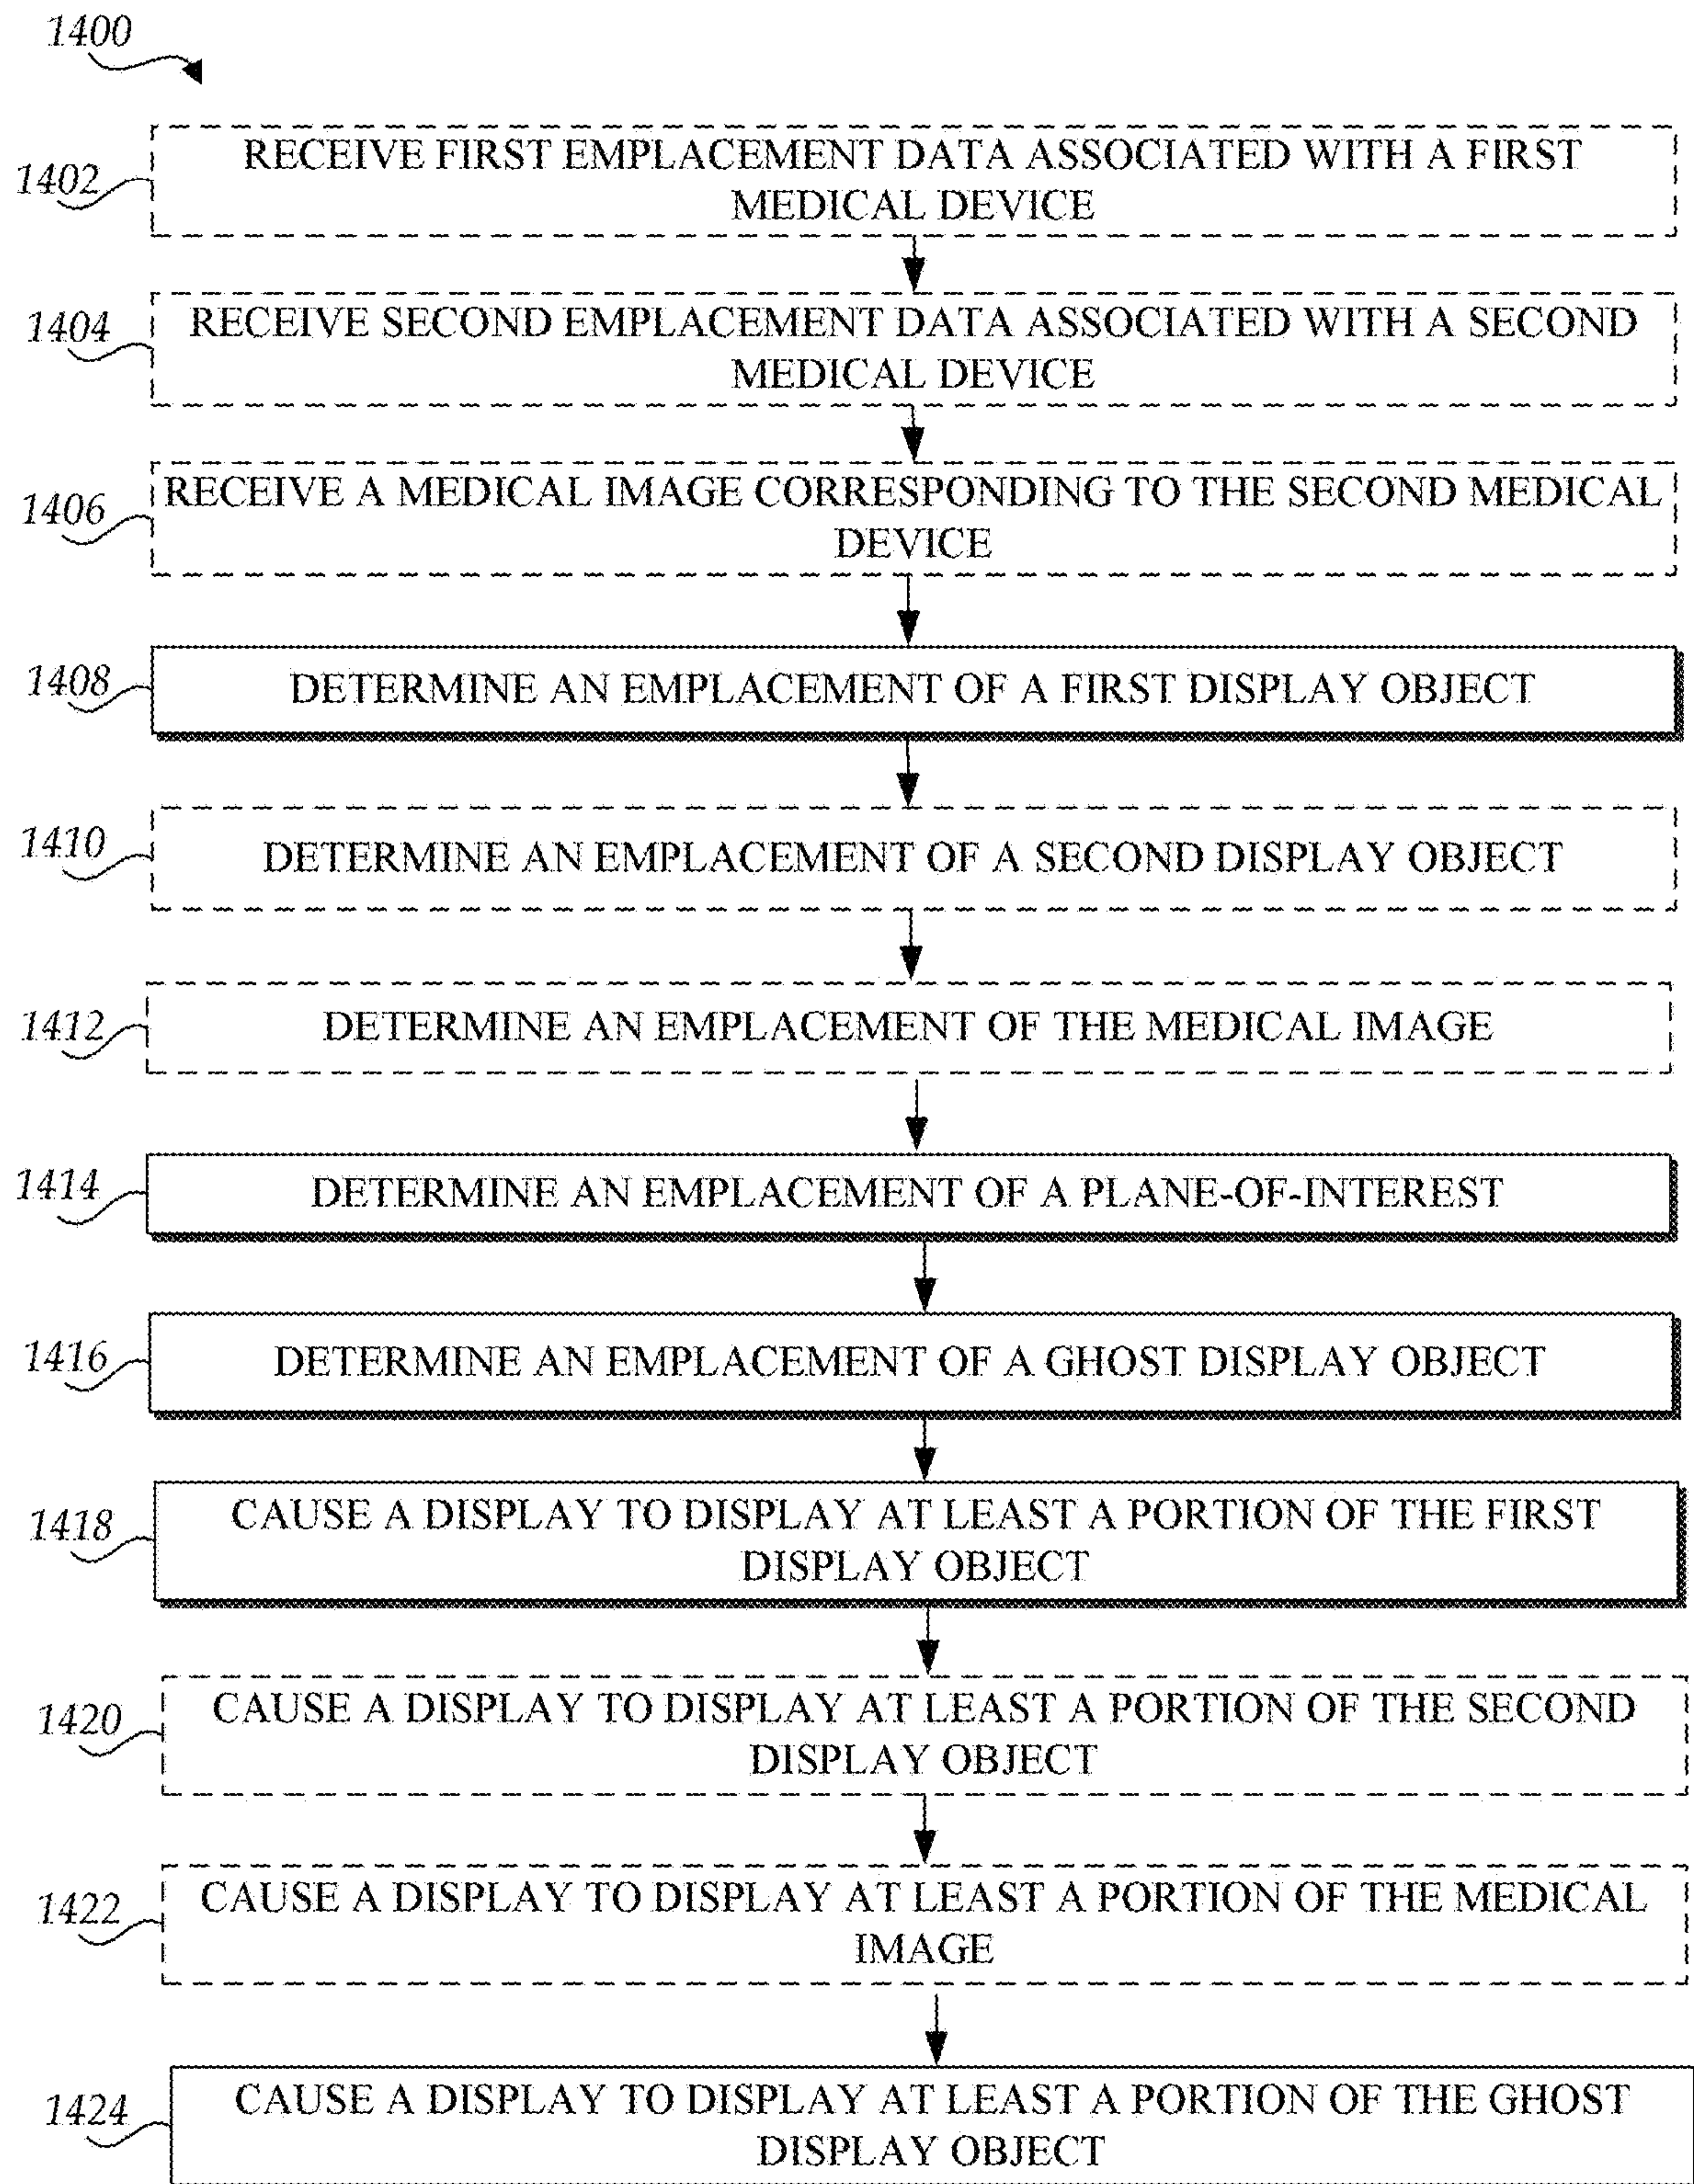 1400
1402
RECEIVE FIRST EMPLACEMENT DATA ASSOCIATED WITH A FIRST
MEDICAL DEVICE
1404
RECEIVE SECOND EMPLACEMENT DATA ASSOCIATED WITH A SECOND
MEDICAL DEVICE
1406
RECEIVE A MEDICAL IMAGE CORRESPONDING TO THE SECOND MEDICAL
DEVICE
1408
DETERMINE AN EMPLACEMENT OF A FIRST DISPLAY OBJECT
1410
DETERMINE AN EMPLACEMENT OF A SECOND DISPLAY OBJECT
1412
DETERMINE AN EMPLACEMENT OF THE MEDICAL IMAGE
1414
DETERMINE AN EMPLACEMENT OF A PLANE-OF-INTEREST
1416
DETERMINE AN EMPLACEMENT OF A GHOST DISPLAY OBJECT
1418
CAUSE A DISPLAY TO DISPLAY AT LEAST A PORTION OF THE FIRST
DISPLAY OBJECT
1420
CAUSE A DISPLAY TO DISPLAY AT LEAST A PORTION OF THE SECOND
DISPLAY OBJECT
1422
CAUSE A DISPLAY TO DISPLAY AT LEAST A PORTION OF THE MEDICAL
IMAGE
1424
CAUSE A DISPLAY TO DISPLAY AT LEAST A PORTION OF THE GHOST
DISPLAY OBJECT